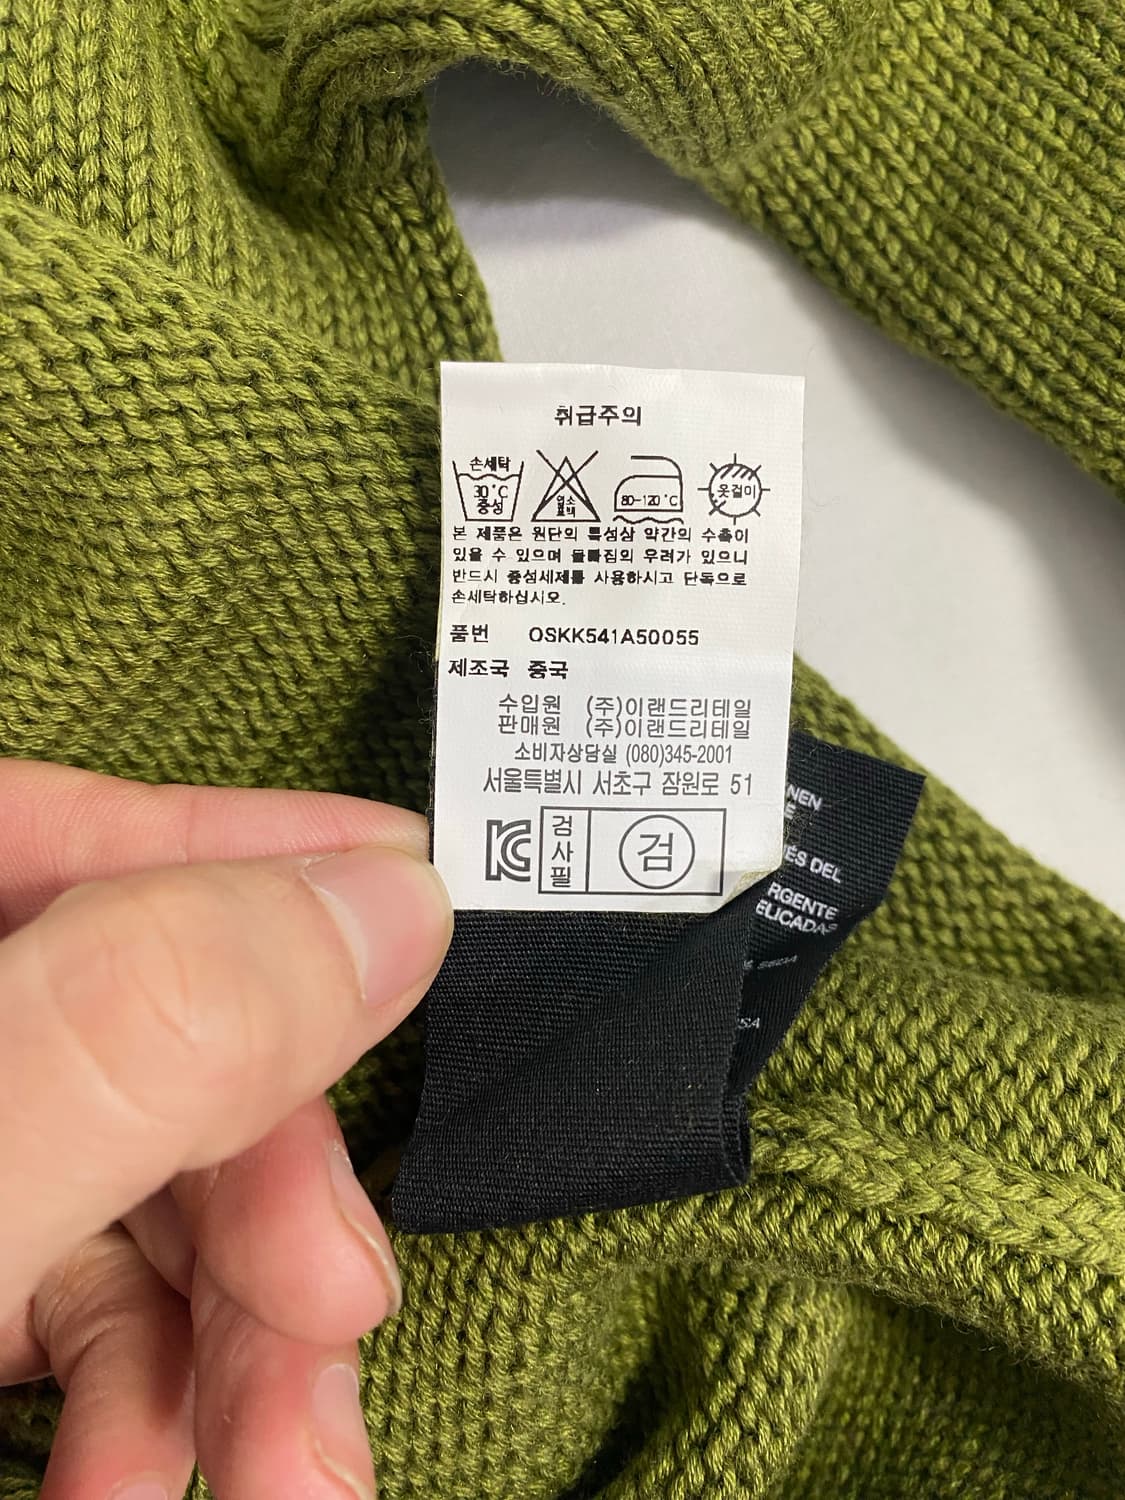 취급주의
손세탁
30°C
중성
염소
표백
80-120°C
옷걸이
본 제품은 원단의 특성상 약간의 수축이
있을 수 있으며 물빠짐의 우려가 있으니
반드시 중성세제를 사용하시고 단독으로
손세탁하십시오.
품번 OSKK541A50055
제조국 중국
수입원 (주)이랜드리테일
판매원 (주)이랜드리테일
소비자상담실 (080)345-2001
서울특별시 서초구 잠원로 51
KC 검사필 검
NEN
E
ÉS DEL
RGENTE
ELICADAS
SA